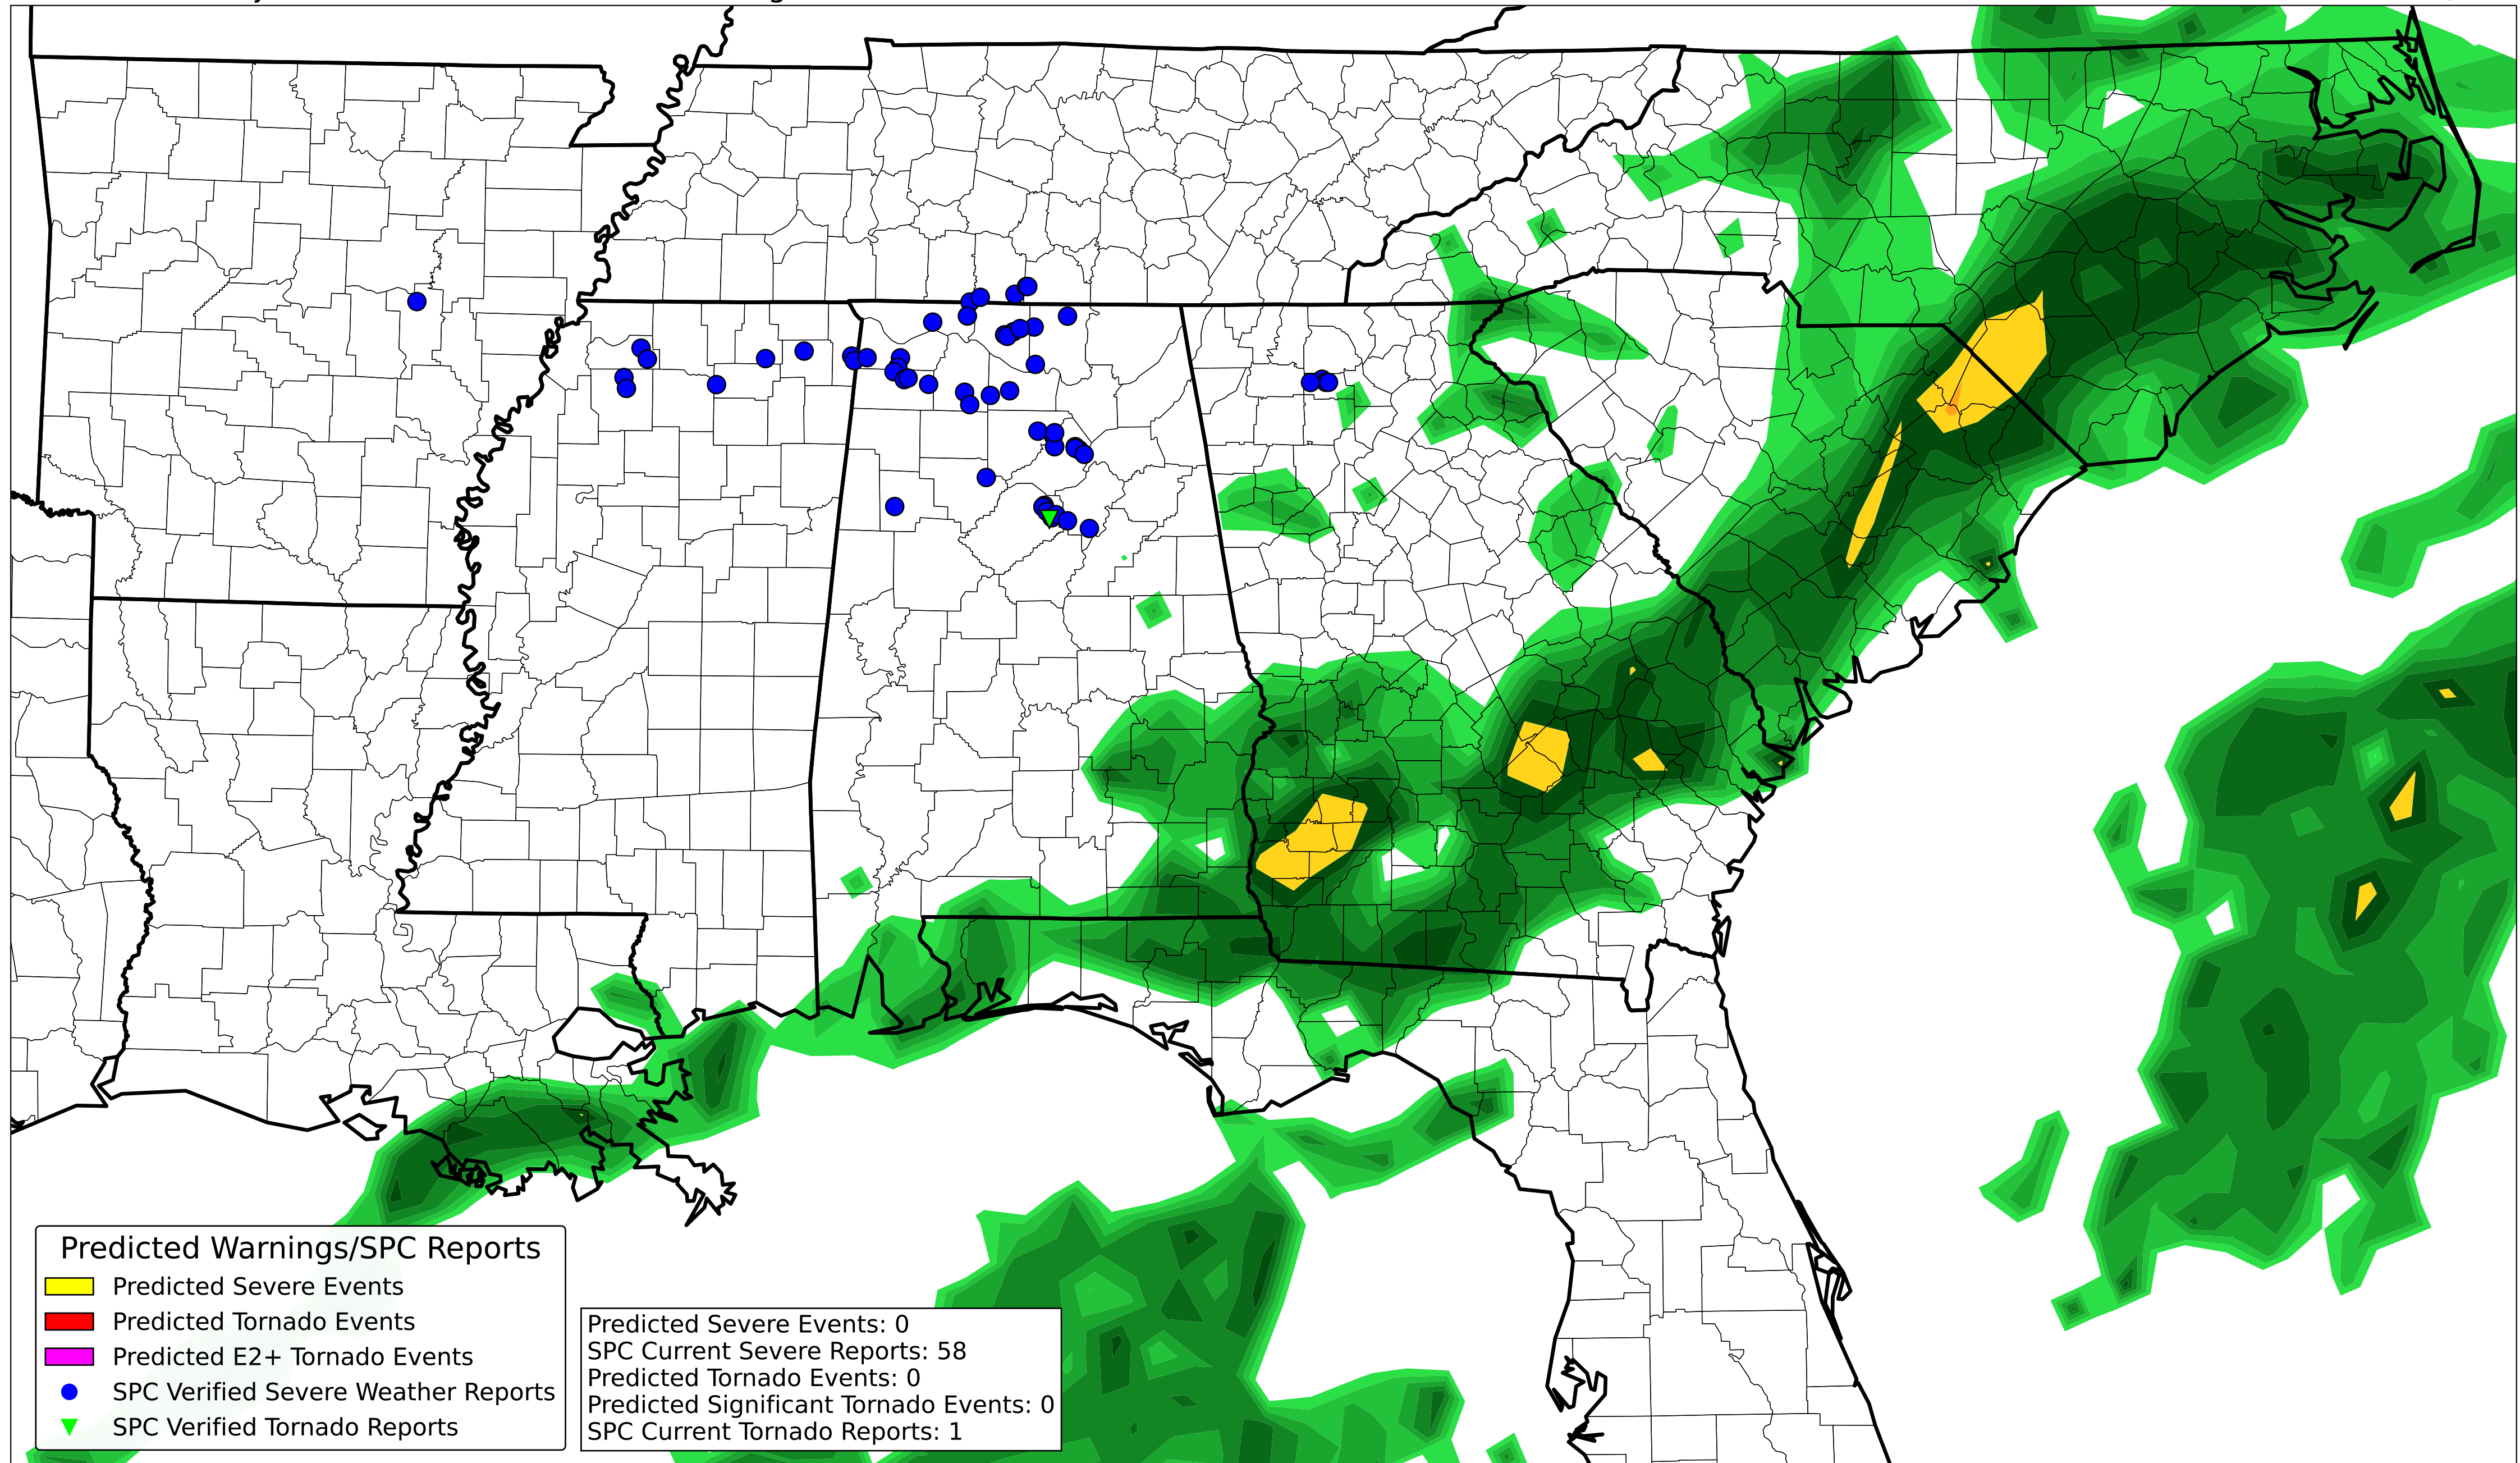 Predicted Warnings/SPC Reports
Predicted Severe Events
Predicted Tornado Events
Predicted E2+ Tornado Events
SPC Verified Severe Weather Reports
SPC Verified Tornado Reports
Predicted Severe Events: 0
SPC Current Severe Reports: 58
Predicted Tornado Events: 0
Predicted Significant Tornado Events: 0
SPC Current Tornado Reports: 1